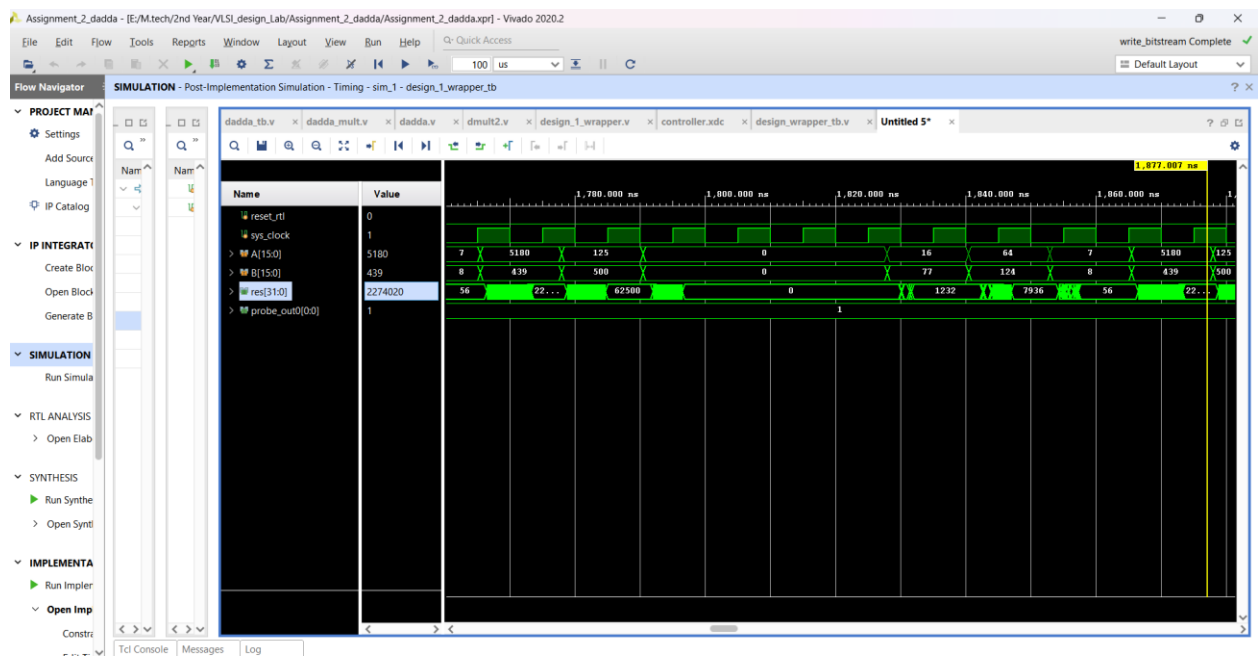 Assignment_2_dadda - [E:/M.tech/2nd Year/VLSI_design_Lab/Assignment_2_dadda/Assignment_2_dadda.xpr] - Vivado 2020.2
File Edit Flow Tools Reports Window Layout View Run Help Quick Access write_bitstream Complete
100 us Default Layout
Flow Navigator SIMULATION - Post-Implementation Simulation - Timing - sim_1 - design_1_wrapper_tb
PROJECT MAN
Settings
Add Source
Language T
IP Catalog
IP INTEGRATO
Create Bloc
Open Block
Generate B
SIMULATION
Run Simula
RTL ANALYSIS
Open Elab
SYNTHESIS
Run Synthe
Open Synt
IMPLEMENTA
Run Implem
Open Imp
Constra
Nam Nam
dadda_tb.v dadda_mult.v dadda.v dmult2.v design_1_wrapper.v controller.xdc design_wrapper_tb.v Untitled 5*
1,877.007 ns
Name Value 1,780.000 ns 1,800.000 ns 1,820.000 ns 1,840.000 ns 1,860.000 ns 1,
reset_rtl 0
sys_clock 1
A[15:0] 5180 7 5180 125 0 16 64 7 5180 125
B[15:0] 439 8 439 500 0 77 124 8 439 500
res[31:0] 2274020 56 22... 62500 0 1232 7936 56 22...
probe_out0[0:0] 1 1
Tcl Console Messages Log